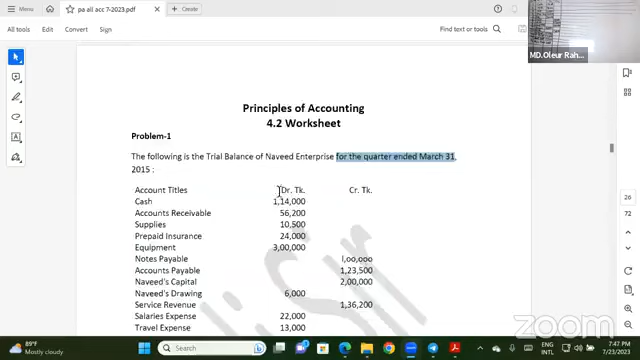 Menu
pa all acc 7-2023.pdf
Create
All tools
Edit
Convert
Sign
Find text or tools
MD.Oleur Rah...
Principles of Accounting
4.2 Worksheet
Problem-1
The following is the Trial Balance of Naveed Enterprise for the quarter ended March 31,
2015 :
Account Titles Dr. Tk. Cr. Tk.
Cash 1,14,000
Accounts Receivable 56,200
Supplies 10,500
Prepaid Insurance 24,000
Equipment 3,00,000
Notes Payable 1,00,000
Accounts Payable 1,23,500
Naveed's Capital 2,00,000
Naveed's Drawing 6,000
Service Revenue 1,36,200
Salaries Expense 22,000
Travel Expense 13,000
26
72
zoom
89°F
Mostly cloudy
Search
ENG
INTL
7:47 PM
7/23/2023